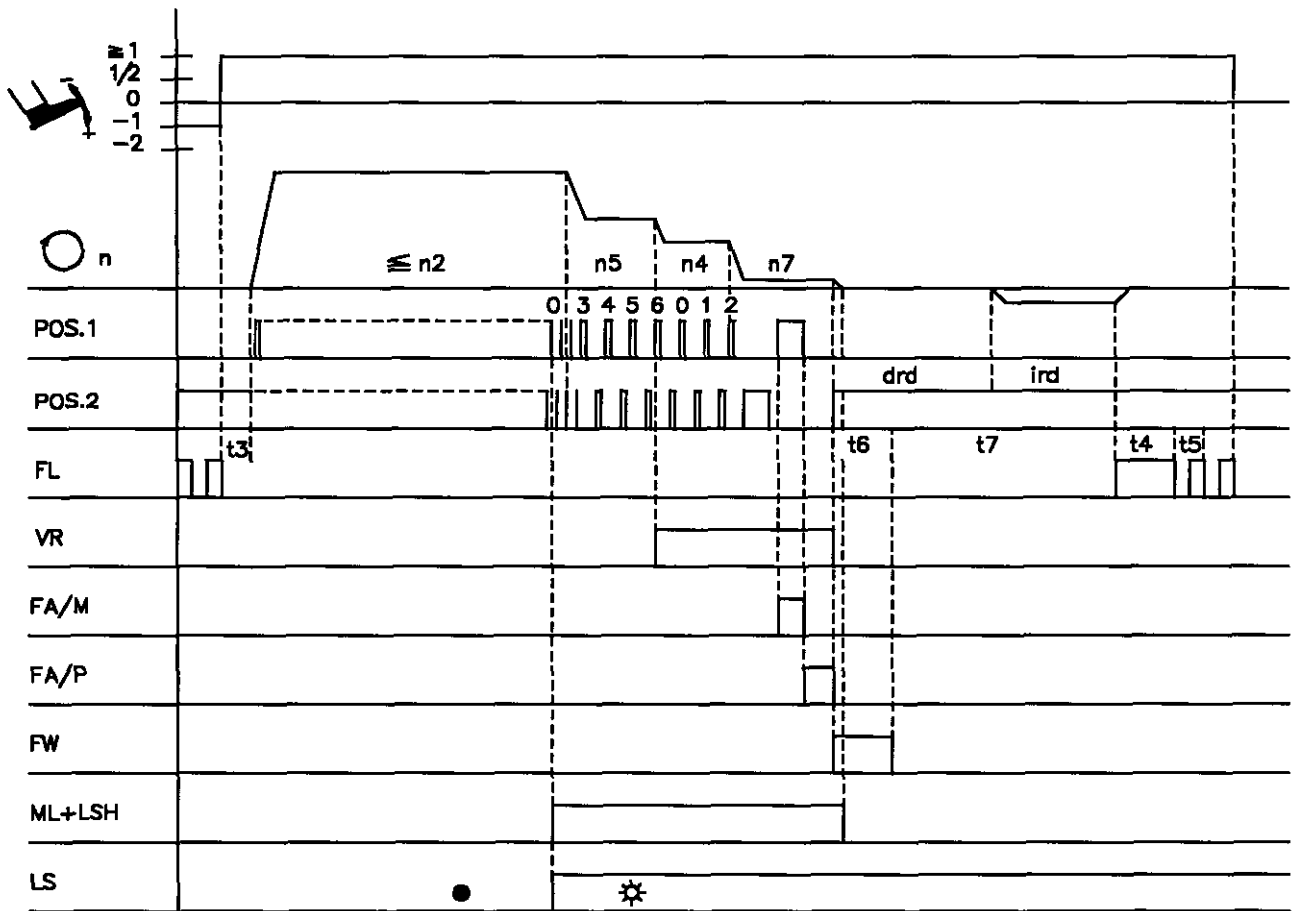 ≧1
1/2
0
-1
-2
-
+
n
≦ n2
n5
n4
n7
0 3 4 5 6 0 1 2
POS.1
drd
ird
POS.2
t3
t6
t7
t4
t5
FL
VR
FA/M
FA/P
FW
ML+LSH
LS